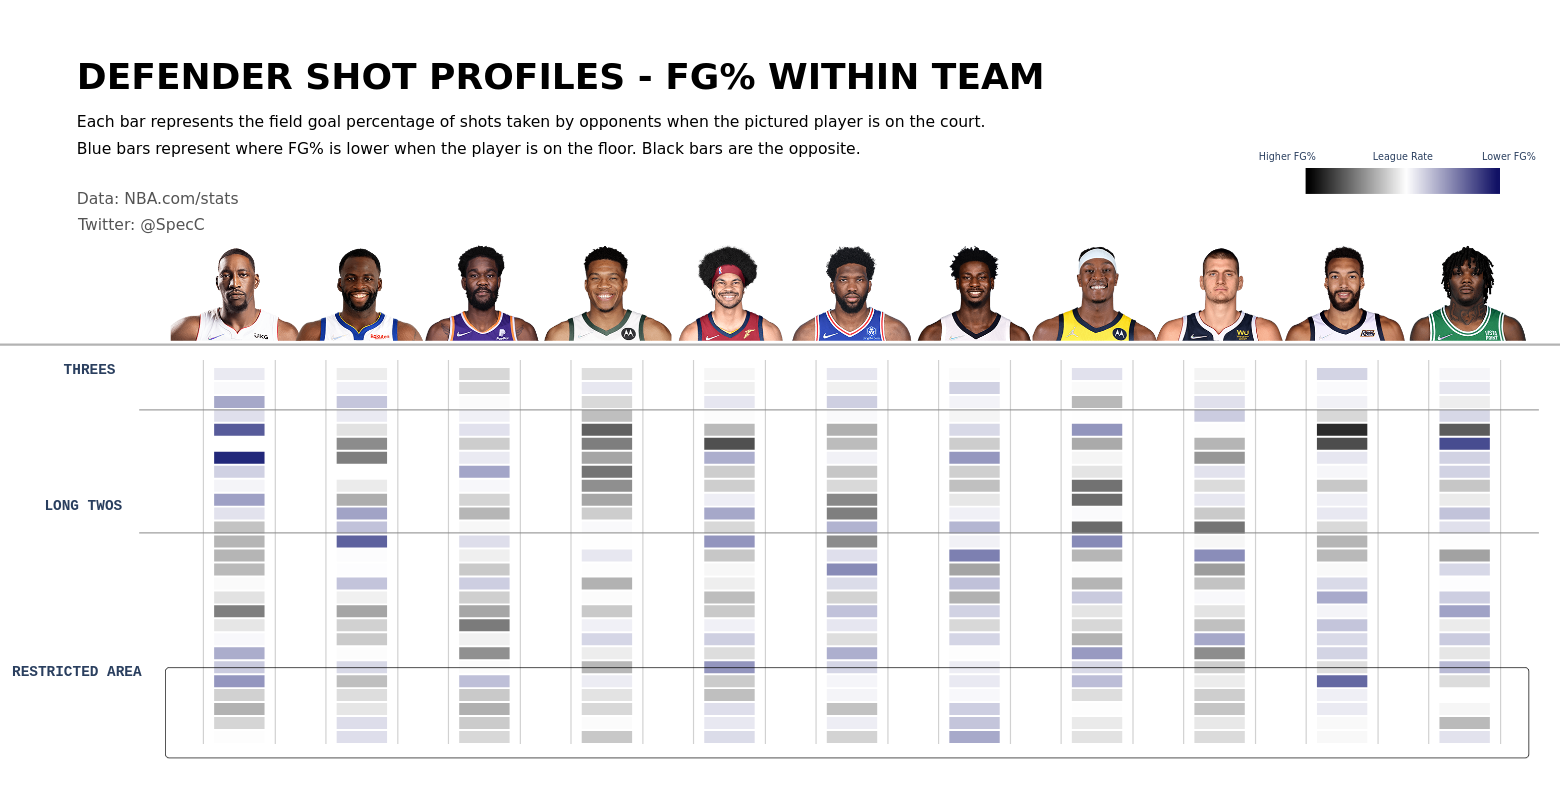 DEFENDER SHOT PROFILES - FG% WITHIN TEAM
Each bar represents the field goal percentage of shots taken by opponents when the pictured player is on the court.
Blue bars represent where FG% is lower when the player is on the floor. Black bars are the opposite.
Higher FG% League Rate Lower FG%
Data: NBA.com/stats
Twitter: @SpecC
THREES
LONG TWOS
RESTRICTED AREA